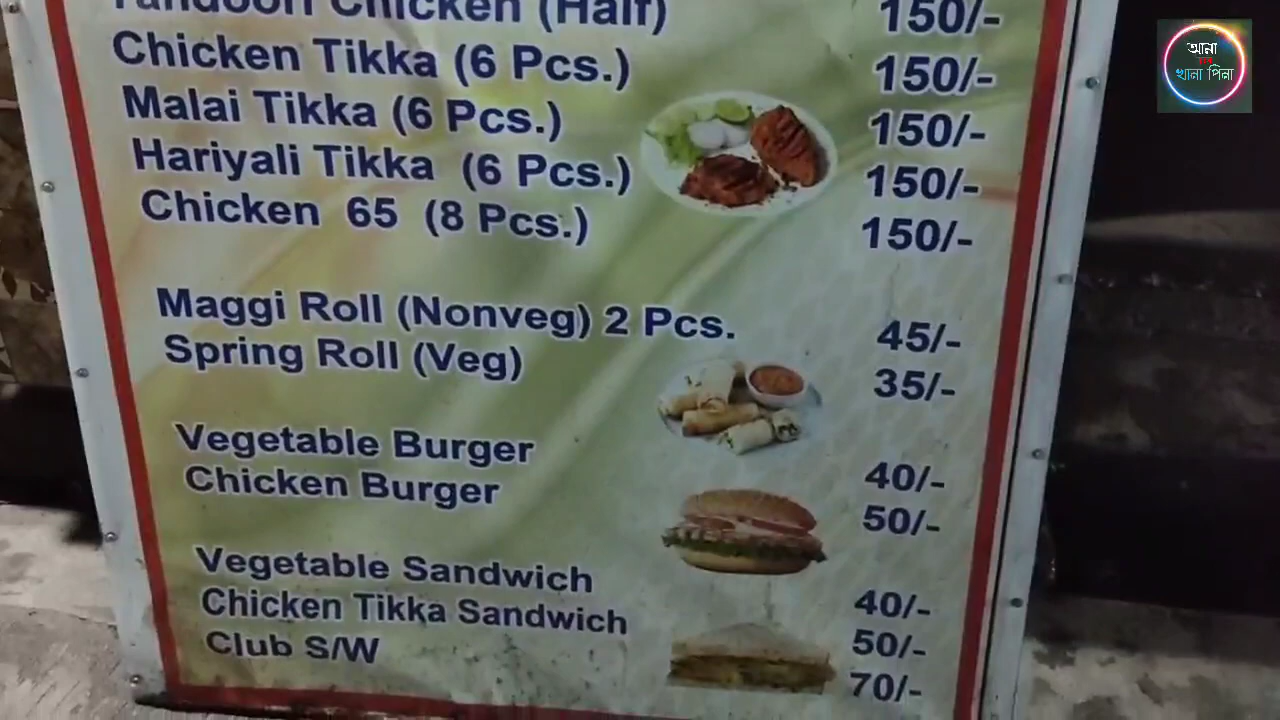 Tandoori Chicken (Half) 150/-
Chicken Tikka (6 Pcs.) 150/-
Malai Tikka (6 Pcs.) 150/-
Hariyali Tikka (6 Pcs.) 150/-
Chicken 65 (8 Pcs.) 150/-
Maggi Roll (Nonveg) 2 Pcs. 45/-
Spring Roll (Veg) 35/-
Vegetable Burger 40/-
Chicken Burger 50/-
Vegetable Sandwich 40/-
Chicken Tikka Sandwich 50/-
Club S/W 70/-
আনা
খানা পিনা